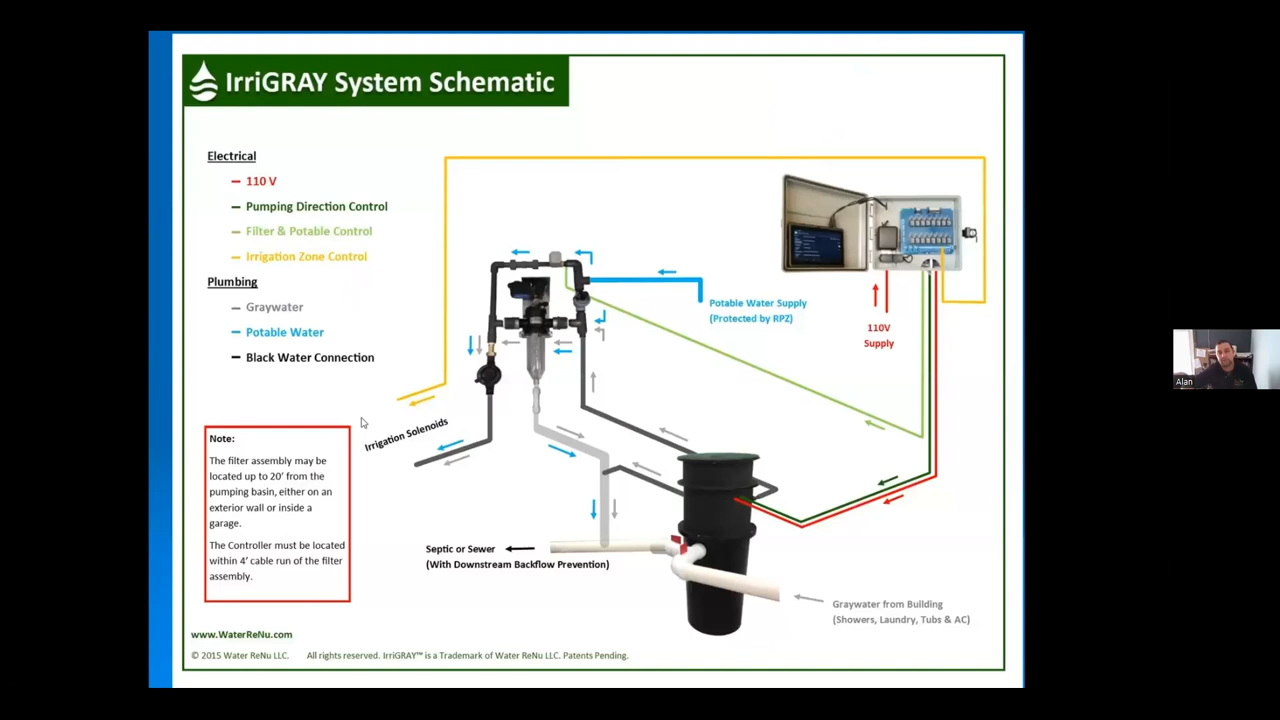 IrriGRAY System Schematic
Electrical
110 V
Pumping Direction Control
Filter & Potable Control
Irrigation Zone Control
Plumbing
Graywater
Potable Water
Black Water Connection
Potable Water Supply
(Protected by RPZ)
110V
Supply
Irrigation Solenoids
Note:
The filter assembly may be
located up to 20' from the
pumping basin, either on an
exterior wall or inside a
garage.
The Controller must be located
within 4' cable run of the filter
assembly.
Septic or Sewer
(With Downstream Backflow Prevention)
Graywater from Building
(Showers, Laundry, Tubs & AC)
www.WaterReNu.com
© 2015 Water ReNu LLC. All rights reserved. IrriGRAY™ is a Trademark of Water ReNu LLC. Patents Pending.
Alan